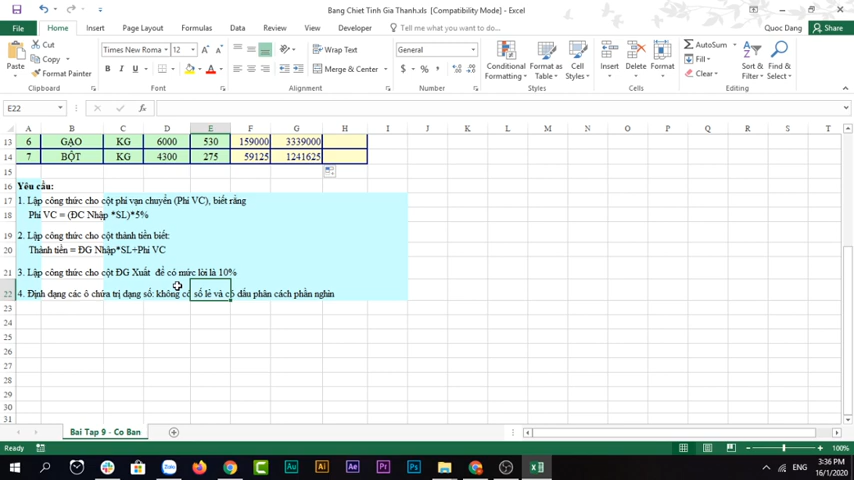 Bang Chiet Tinh Gia Thanh.xls [Compatibility Mode] - Excel
Quoc Dang
File Home Insert Page Layout Formulas Data Review View Tell me what you want to do... Share
Paste
Cut
Copy
Format Painter
Clipboard
Times New Roma 12
B I U
Font
Wrap Text
Merge & Center
Alignment
General
$ % ,
Number
Conditional Formatting
Format as Table
Cell Styles
Styles
Insert Delete Format
Cells
AutoSum
Fill
Clear
Sort & Filter
Find & Select
Editing
E22 fx
A B C D E F G H I J K L M N O P Q R S T
13 6 GẠO KG 6000 530 159000 3339000
14 7 BỘT KG 4300 275 59125 1241625
15
16 Yêu cầu:
17 1. Lập công thức cho cột phí vạn chuyển (Phí VC), biết rằng
18 Phí VC = (ĐC Nhập *SL)*5%
19 2. Lập công thức cho cột thành tiền biết:
20 Thành tiền = ĐG Nhập*SL+Phí VC
21 3. Lập công thức cho cột ĐG Xuất để có mức lời là 10%
22 4. Định dạng các ô chứa trị dạng số: không có số lẻ và có dấu phân cách phần nghìn
23
24
25
26
27
28
29
30
31
Bai Tap 9 - Co Ban
Ready
100%
ENG
3:36 PM
16/1/2020